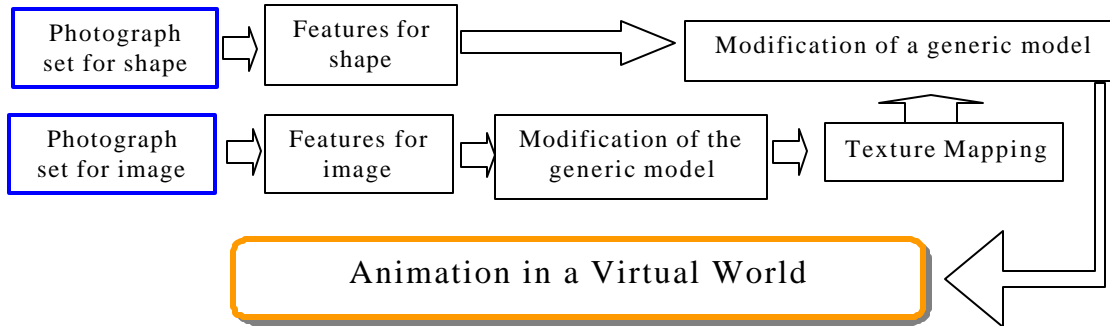 Photograph
set for shape
Features for
shape
Modification of a generic model
Photograph
set for image
Features for
image
Modification of the
generic model
Texture Mapping
Animation in a Virtual World